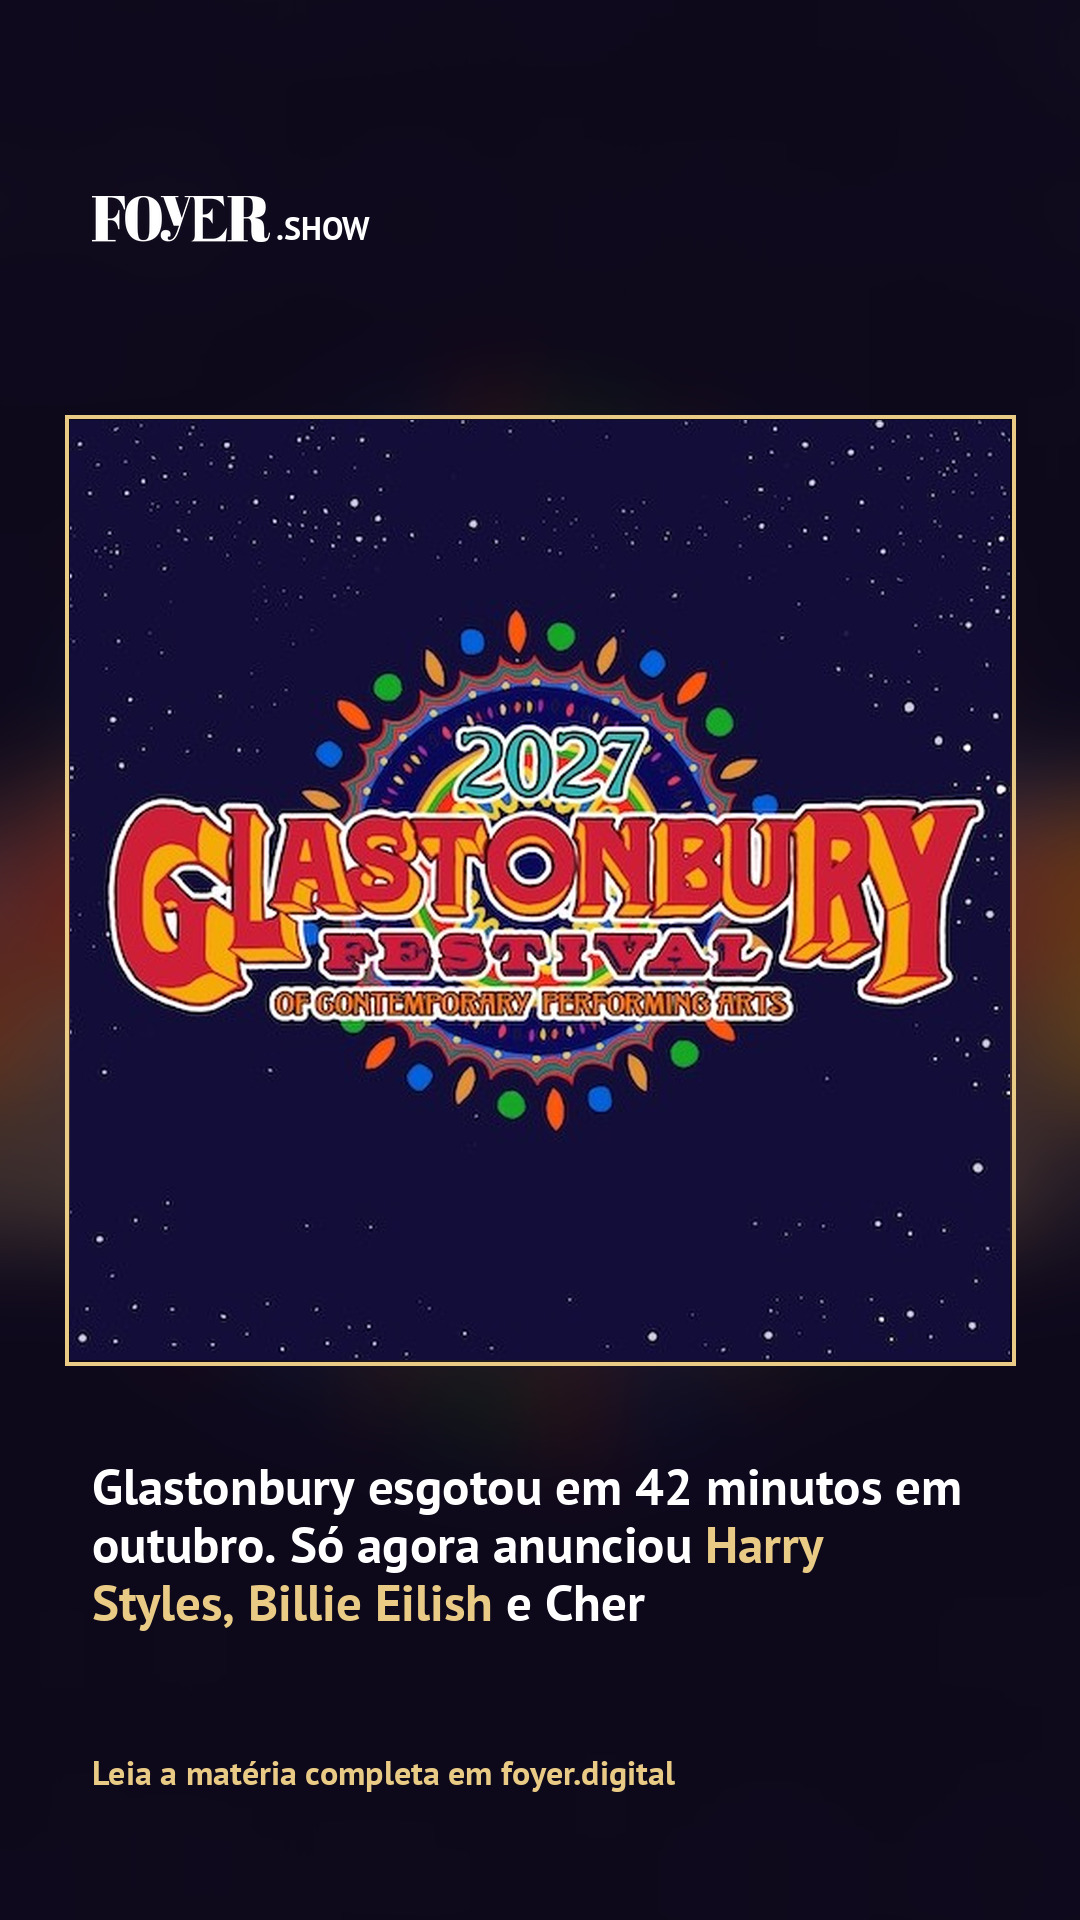 FOYER .SHOW
2027
GLASTONBURY
FESTIVAL
OF CONTEMPORARY PERFORMING ARTS
Glastonbury esgotou em 42 minutos em
outubro. Só agora anunciou Harry
Styles, Billie Eilish e Cher
Leia a matéria completa em foyer.digital